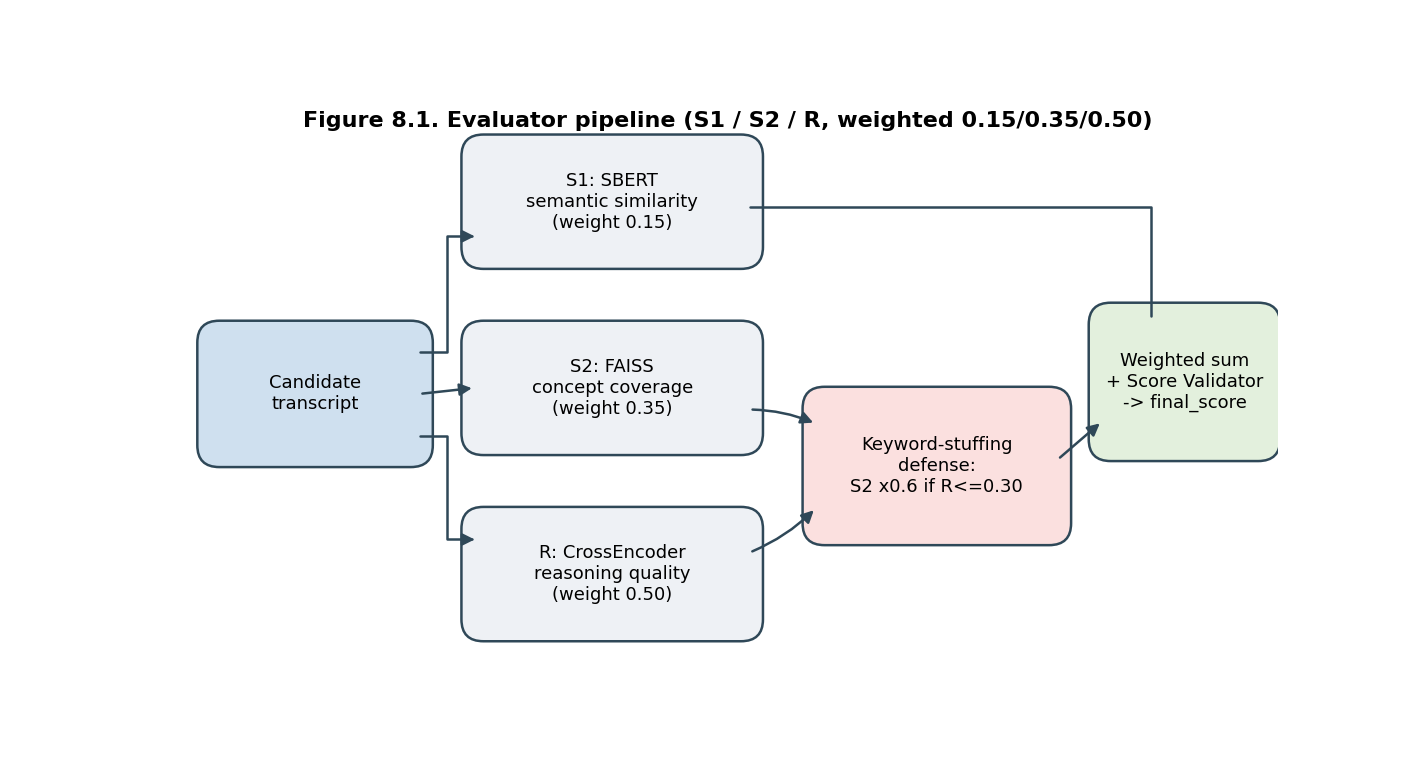 Figure 8.1. Evaluator pipeline (S1 / S2 / R, weighted 0.15/0.35/0.50)
S1: SBERT
semantic similarity
(weight 0.15)
Candidate
transcript
S2: FAISS
concept coverage
(weight 0.35)
R: CrossEncoder
reasoning quality
(weight 0.50)
Keyword-stuffing
defense:
S2 x0.6 if R<=0.30
Weighted sum
+ Score Validator
-> final_score